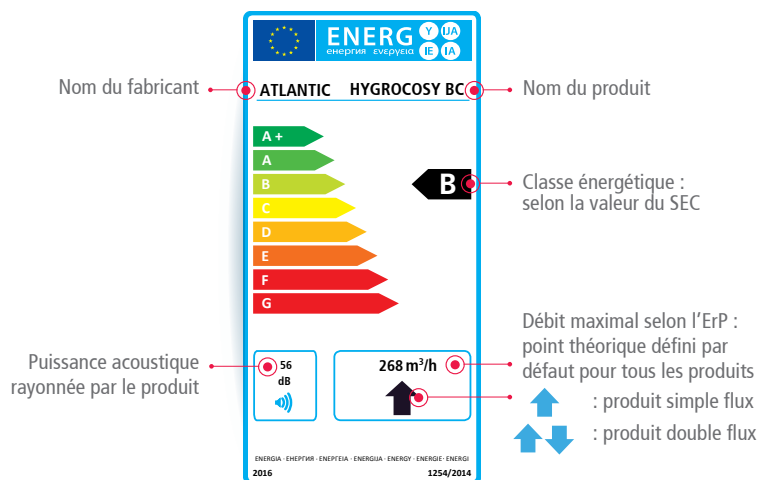 ENERG Y IJA
енергия ενεργεια IE IA
Nom du fabricant
ATLANTIC HYGROCOSY BC
Nom du produit
A +
A
B
B
Classe énergétique :
selon la valeur du SEC
C
D
E
F
G
Puissance acoustique
rayonnée par le produit
56
dB
268 m³/h
Débit maximal selon l'ErP :
point théorique défini par
défaut pour tous les produits
: produit simple flux
: produit double flux
ENERGIA · ЕНЕРГИЯ · ΕΝΕΡΓΕΙΑ · ENERGIJA · ENERGY · ENERGIE · ENERGI
2016 1254/2014